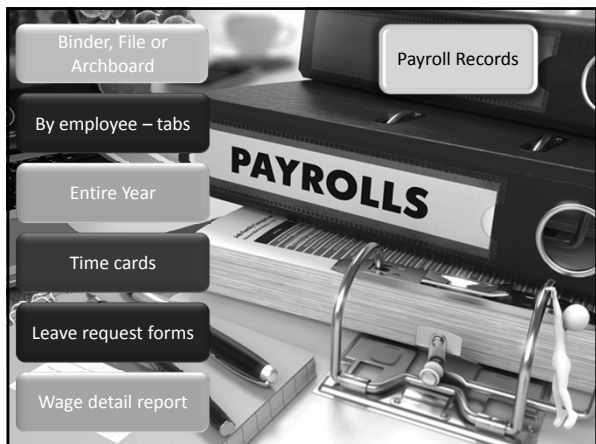 Binder, File or
Archboard
Payroll Records
By employee – tabs
PAYROLLS
Entire Year
Time cards
Leave request forms
Wage detail report